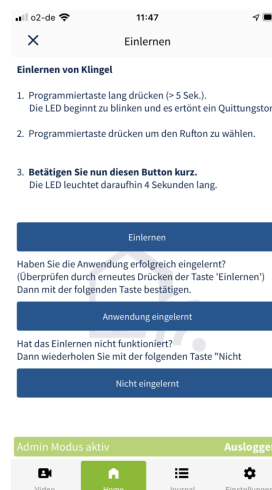 o2-de
11:47
Einlernen
Einlernen von Klingel
1. Programmiertaste lang drücken (> 5 Sek.).
Die LED beginnt zu blinken und es ertönt ein Quittungston
2. Programmiertaste drücken um den Rufton zu wählen.
3. Betätigen Sie nun diesen Button kurz.
Die LED leuchtet daraufhin 4 Sekunden lang.
Einlernen
Haben Sie die Anwendung erfolgreich eingelernt?
(Überprüfen durch erneutes Drücken der Taste 'Einlernen')
Dann mit der folgenden Taste bestätigen.
Anwendung eingelernt
Hat das Einlernen nicht funktioniert?
Dann wiederholen Sie mit der folgenden Taste "Nicht
Nicht eingelernt
Admin Modus aktiv
Ausloggen
Video
Home
Journal
Einstellungen